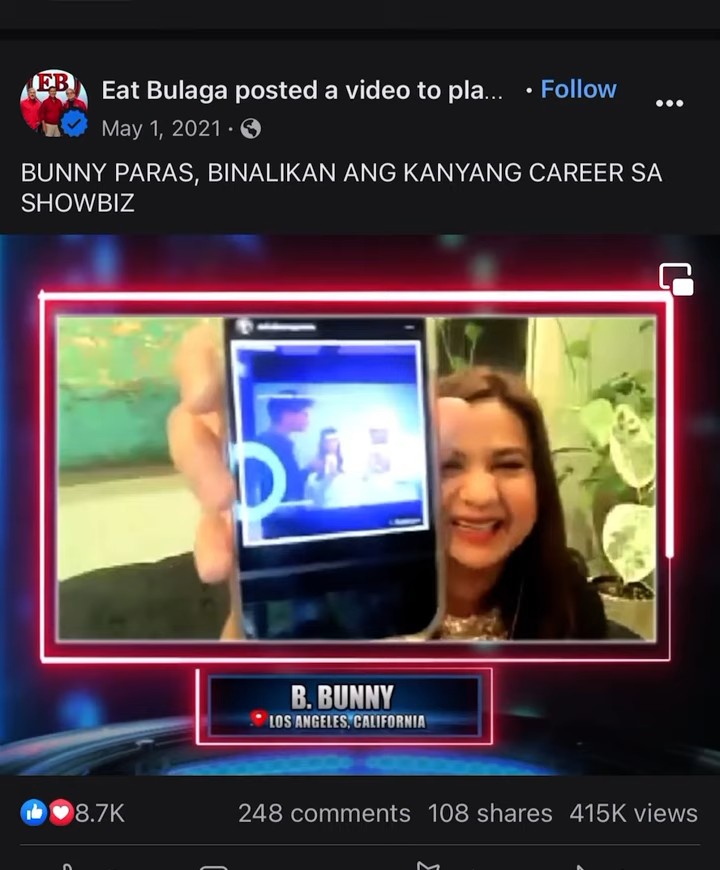 EB
Eat Bulaga posted a video to pla... • Follow
May 1, 2021 •
BUNNY PARAS, BINALIKAN ANG KANYANG CAREER SA
SHOWBIZ
B. BUNNY
LOS ANGELES, CALIFORNIA
8.7K 248 comments 108 shares 415K views